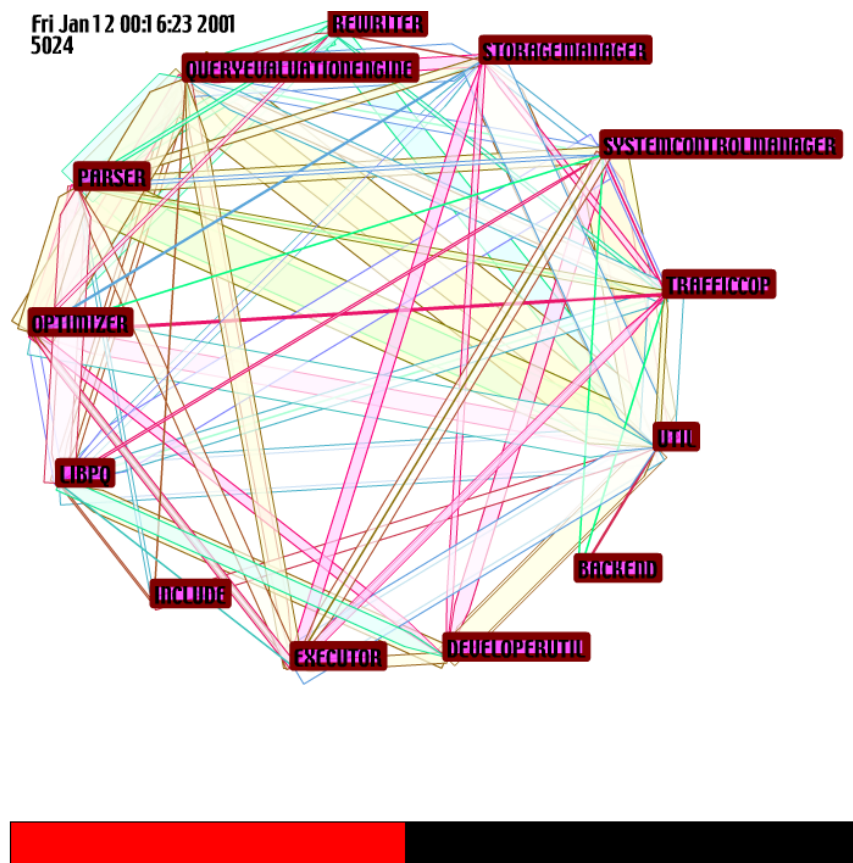 Fri Jan 12 00:16:23 2001
5024
REWRITER
STORAGEMANAGER
QUERYEVALUATIONENGINE
SYSTEMCONTROLMANAGER
PARSER
TRAFFICCOP
OPTIMIZER
UTIL
LIBPQ
BACKEND
INCLUDE
DEVELOPERUTIL
EXECUTOR